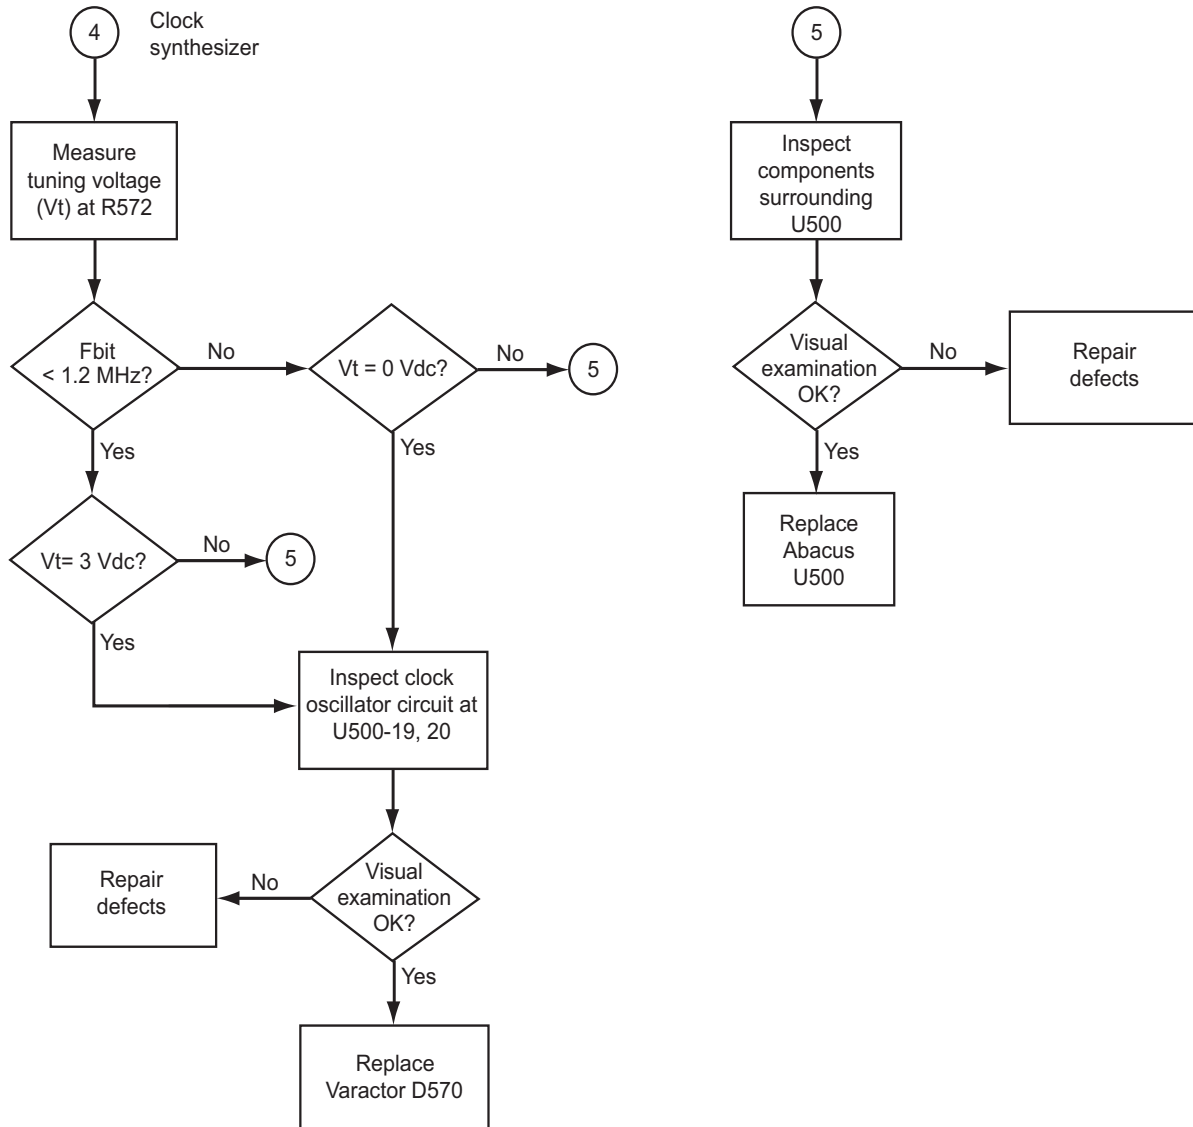 4
Clock
synthesizer
Measure
tuning voltage
(Vt) at R572
Fbit
< 1.2 MHz?
No
Vt = 0 Vdc?
No
5
Yes
Yes
Vt= 3 Vdc?
No
5
Yes
Inspect clock
oscillator circuit at
U500-19, 20
Visual
examination
OK?
No
Repair
defects
Yes
Replace
Varactor D570
5
Inspect
components
surrounding
U500
Visual
examination
OK?
No
Repair
defects
Yes
Replace
Abacus
U500